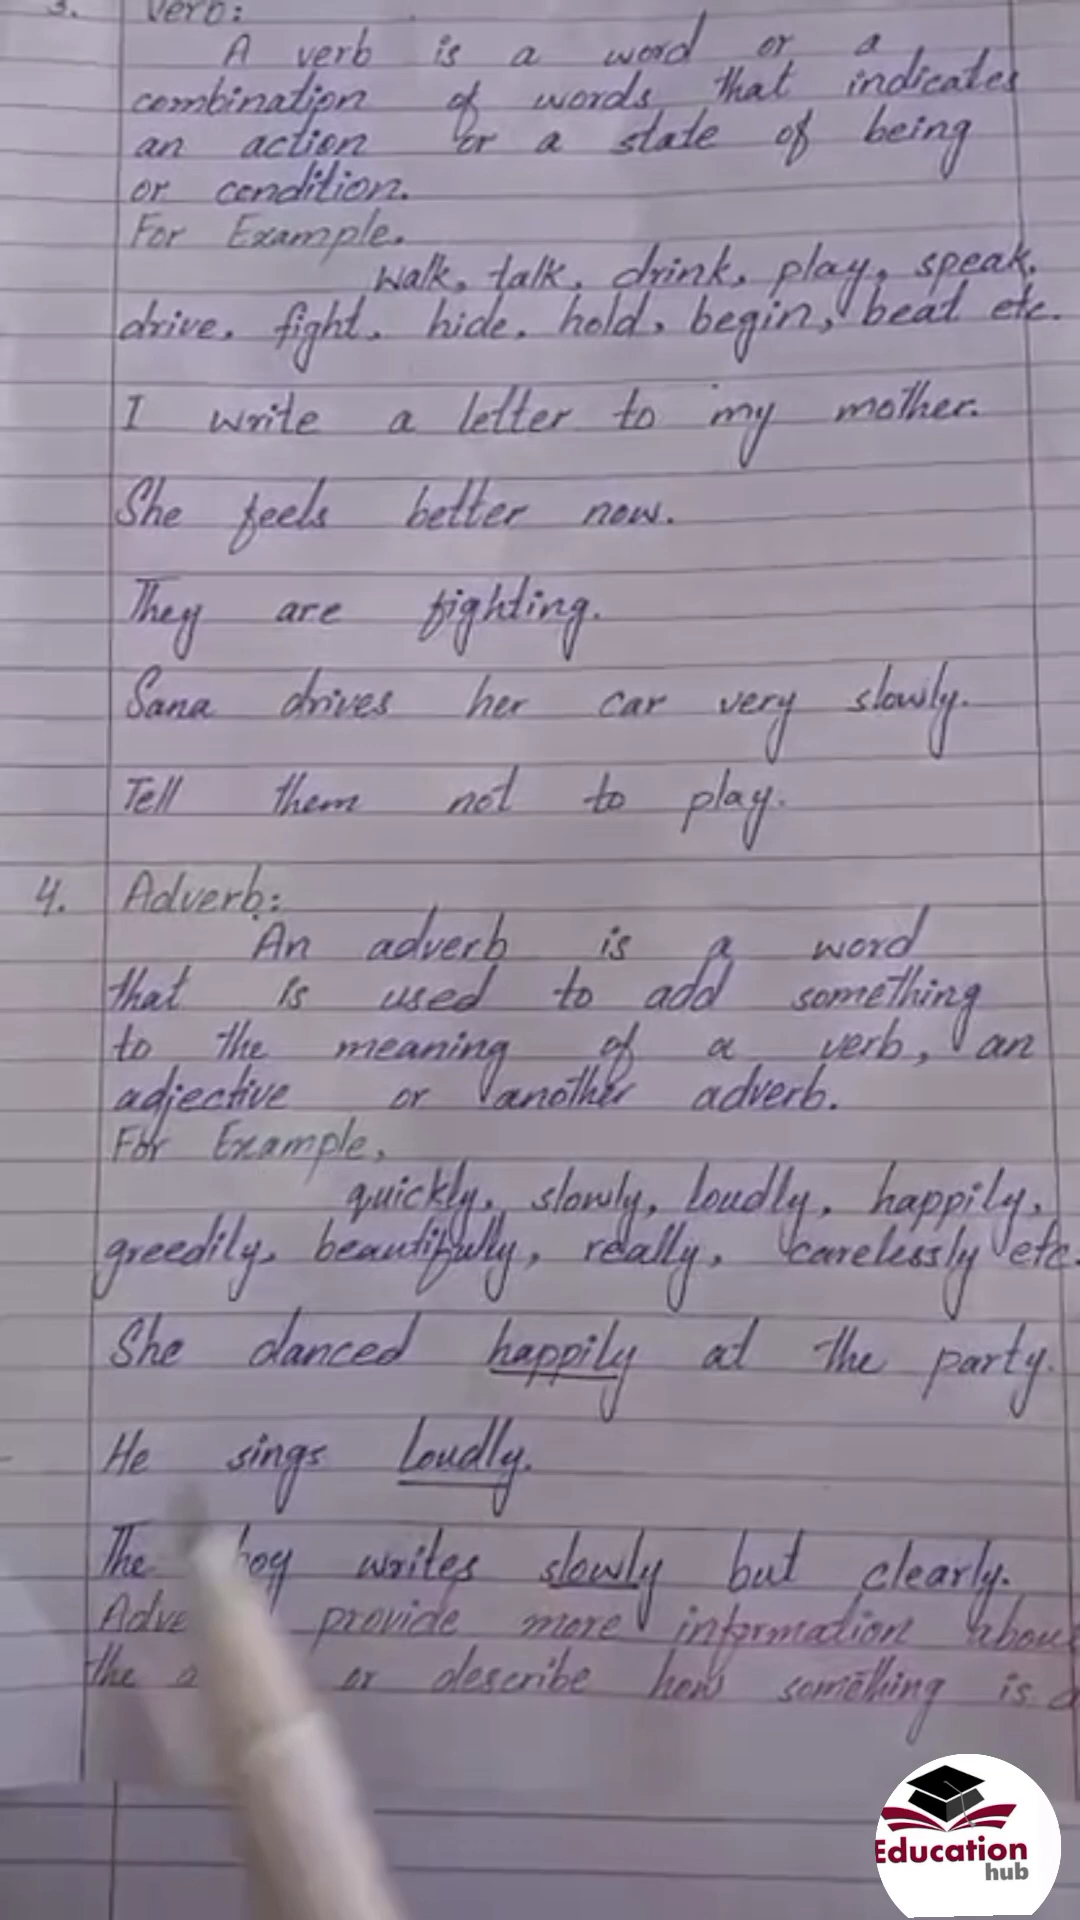 3. Verb:
A verb is a word or a
combination of words that indicates
an action or a state of being
or condition.
For Example.
walk, talk, drink, play, speak,
drive, fight, hide, hold, begin, beat etc.
I write a letter to my mother.
She feels better now.
They are fighting.
Sana drives her car very slowly.
Tell them not to play.
4. Adverb:
An adverb is a word
that is used to add something
to the meaning of a verb, an
adjective or another adverb.
For Example,
quickly, slowly, loudly, happily,
greedily, beautifully, really, carelessly etc.
She danced happily at the party.
He sings loudly.
The boy writes slowly but clearly.
provide more information about
the or describe how something is
Education
hub